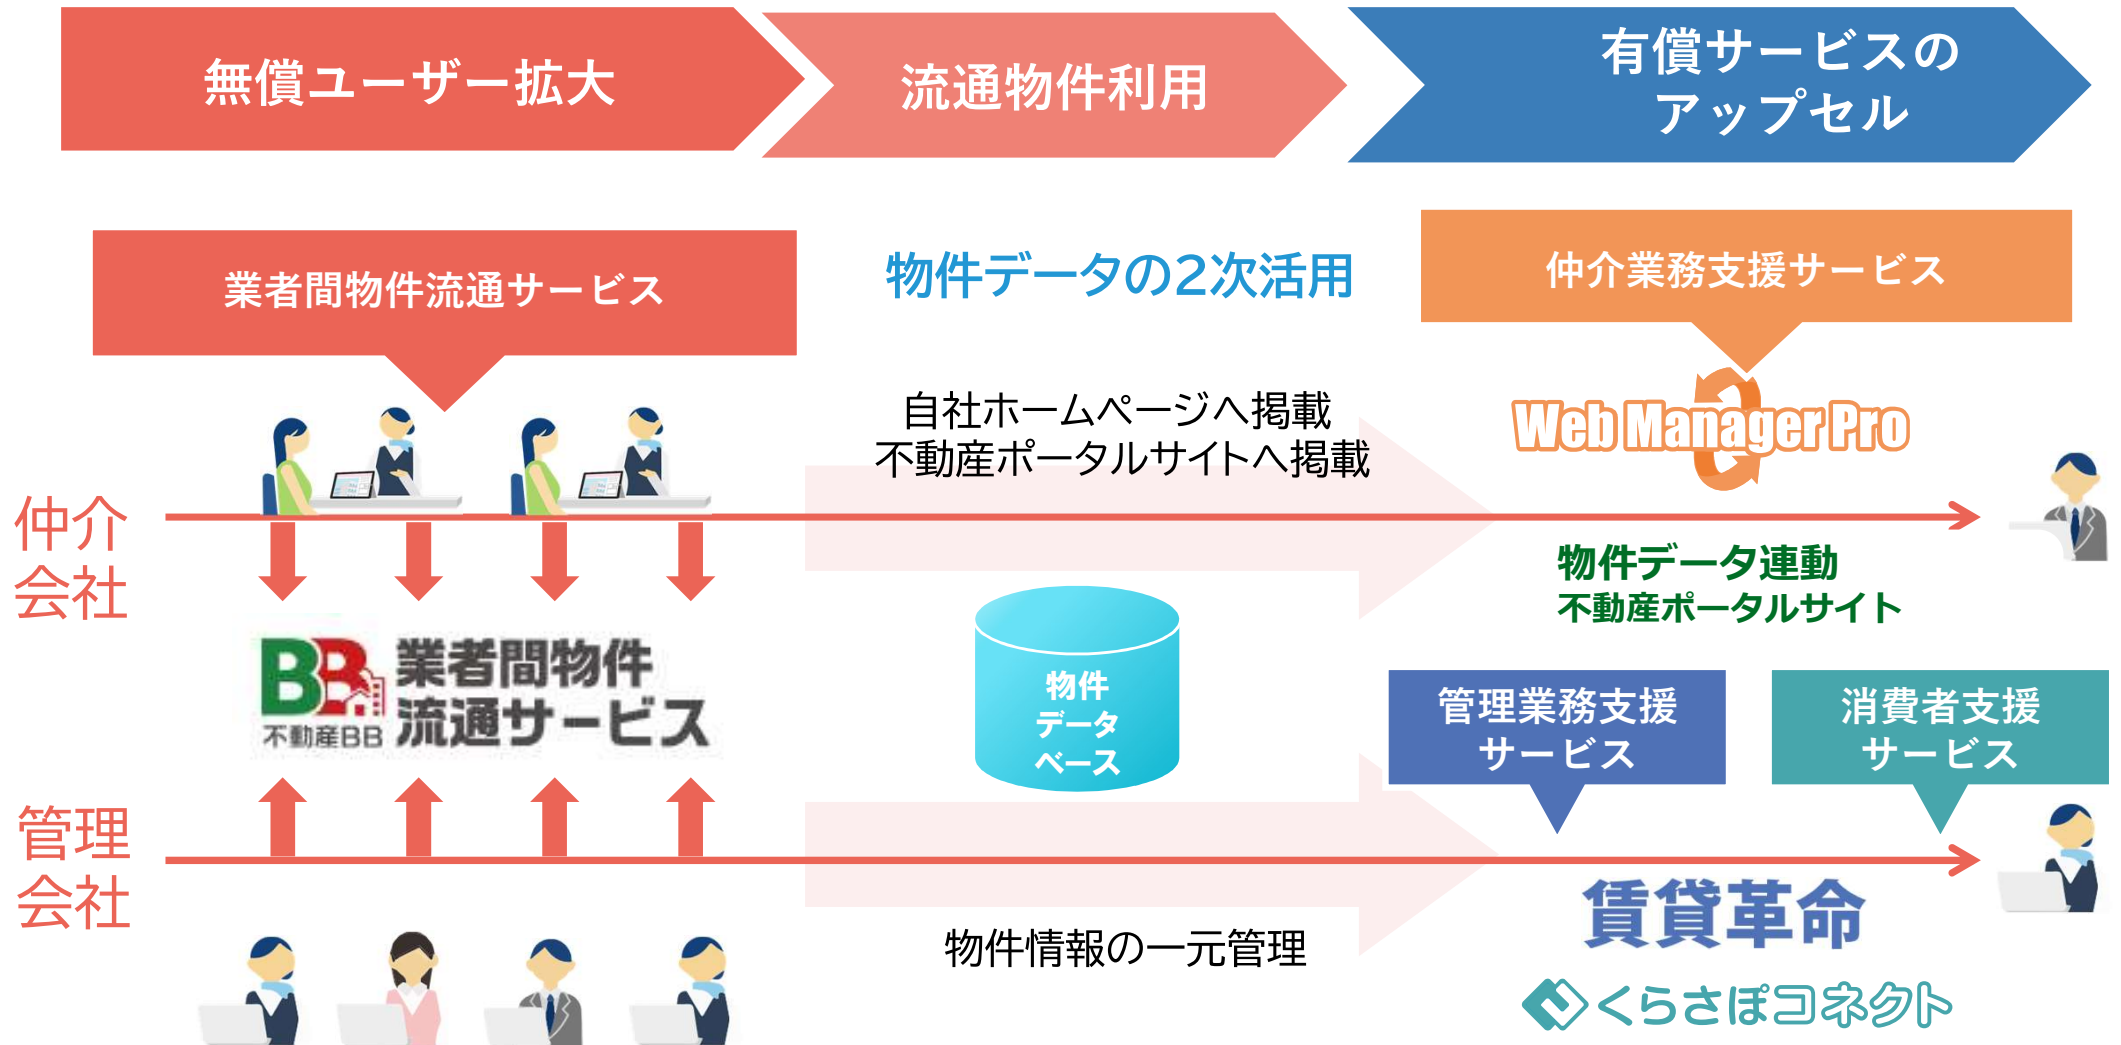 無償ユーザー拡大
流通物件利用
有償サービスの
アップセル
業者間物件流通サービス
物件データの2次活用
仲介業務支援サービス
自社ホームページへ掲載
不動産ポータルサイトへ掲載
Web Manager Pro
仲介
会社
物件データ連動
不動産ポータルサイト
BB
不動産BB
業者間物件
流通サービス
物件
データ
ベース
管理業務支援
サービス
消費者支援
サービス
管理
会社
物件情報の一元管理
賃貸革命
くらさぽコネクト